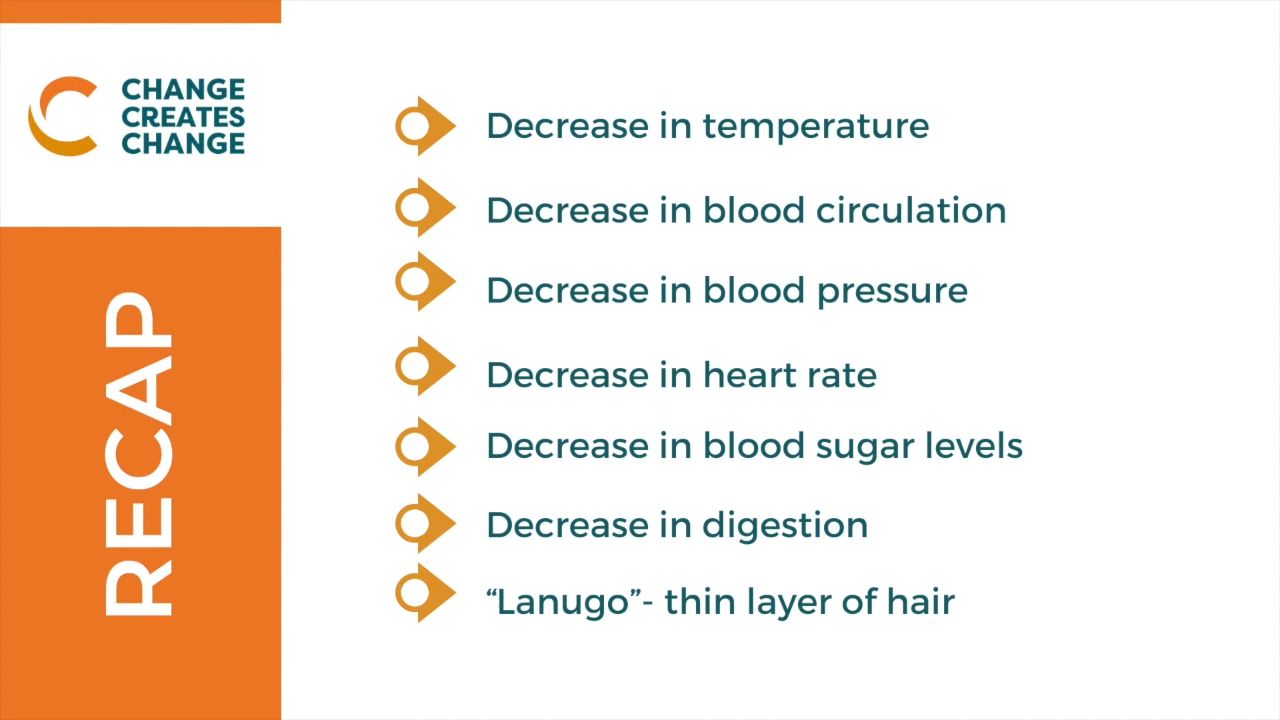 CHANGE
CREATES
CHANGE
RECAP
Decrease in temperature
Decrease in blood circulation
Decrease in blood pressure
Decrease in heart rate
Decrease in blood sugar levels
Decrease in digestion
“Lanugo”- thin layer of hair